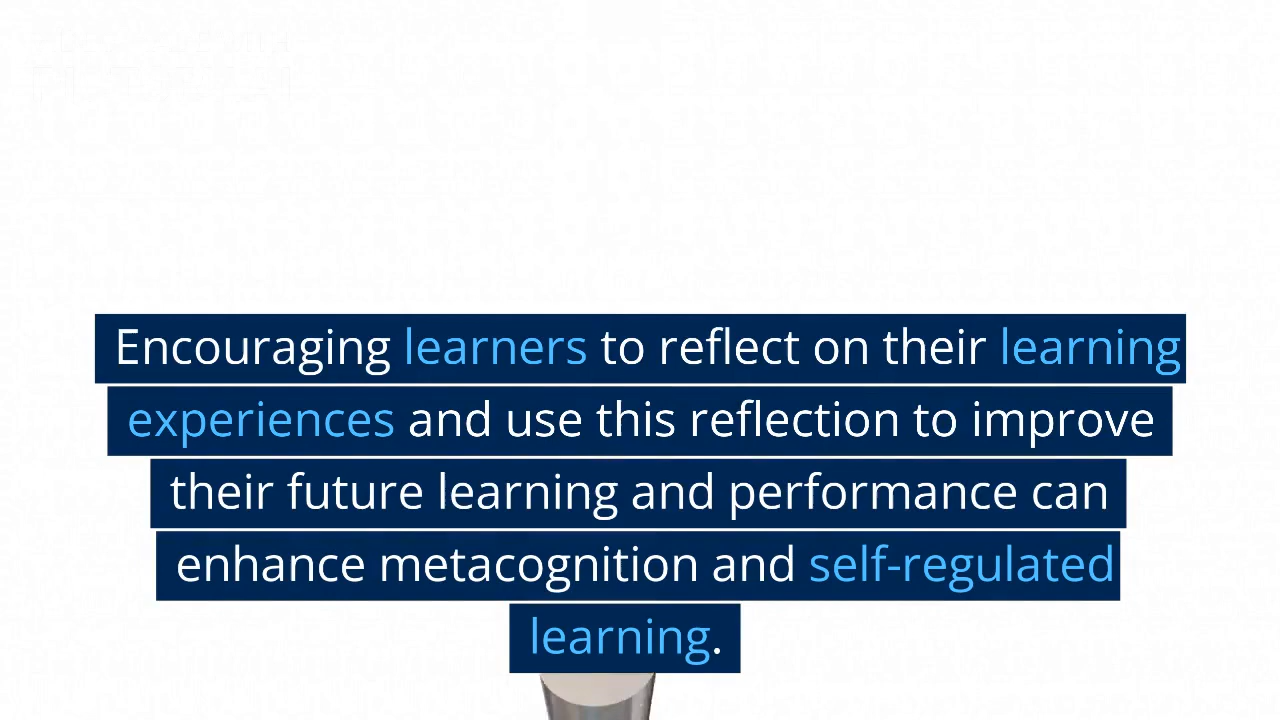 Encouraging learners to reflect on their learning
experiences and use this reflection to improve
their future learning and performance can
enhance metacognition and self-regulated
learning.